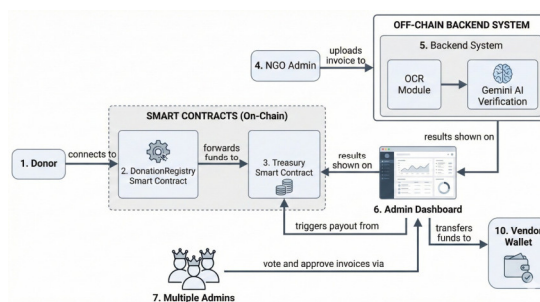 OFF-CHAIN BACKEND SYSTEM
5. Backend System
4. NGO Admin
uploads
invoice to
OCR
Module
Gemini AI
Verification
SMART CONTRACTS (On-Chain)
results shown on
1. Donor
connects to
2. DonationRegistry
Smart Contract
forwards
funds to
3. Treasury
Smart Contract
results
shown on
6. Admin Dashboard
triggers payout from
transfers
funds to
10. Vendor
Wallet
vote and approve invoices via
7. Multiple Admins